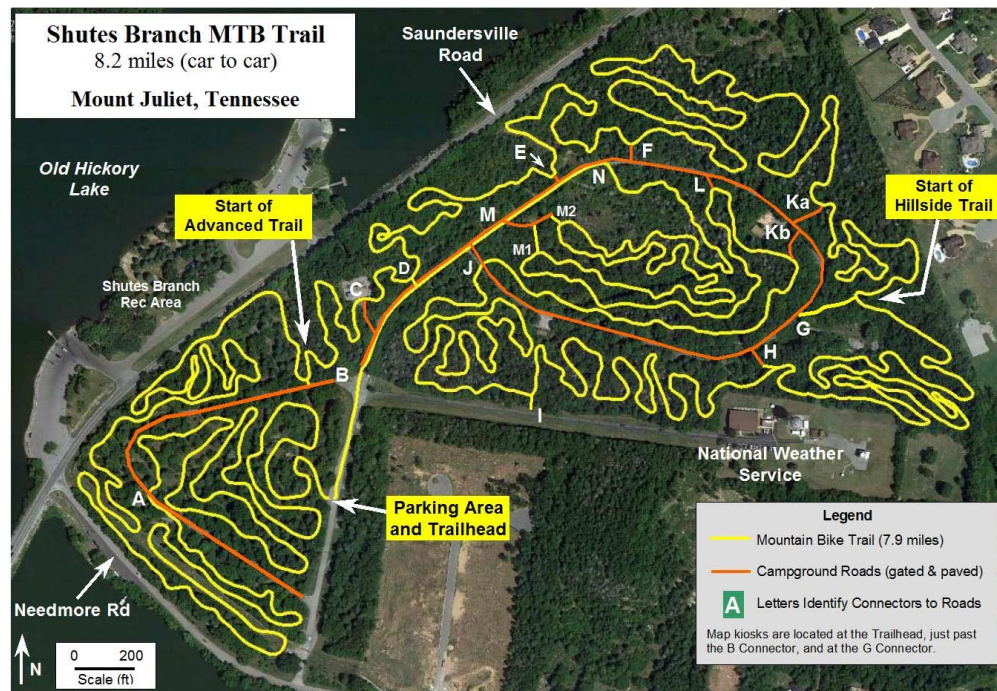 Shutes Branch MTB Trail
8.2 miles (car to car)
Mount Juliet, Tennessee
Saundersville
Road
Old Hickory
Lake
Start of
Advanced Trail
Shutes Branch
Rec Area
E
F
N
L
M
M2
M1
Ka
Kb
Start of
Hillside Trail
D
J
C
G
H
B
I
National Weather
Service
A
Parking Area
and Trailhead
Needmore Rd
N
0 200
Scale (ft)
Legend
Mountain Bike Trail (7.9 miles)
Campground Roads (gated & paved)
A Letters Identify Connectors to Roads
Map kiosks are located at the Trailhead, just past
the B Connector, and at the G Connector.